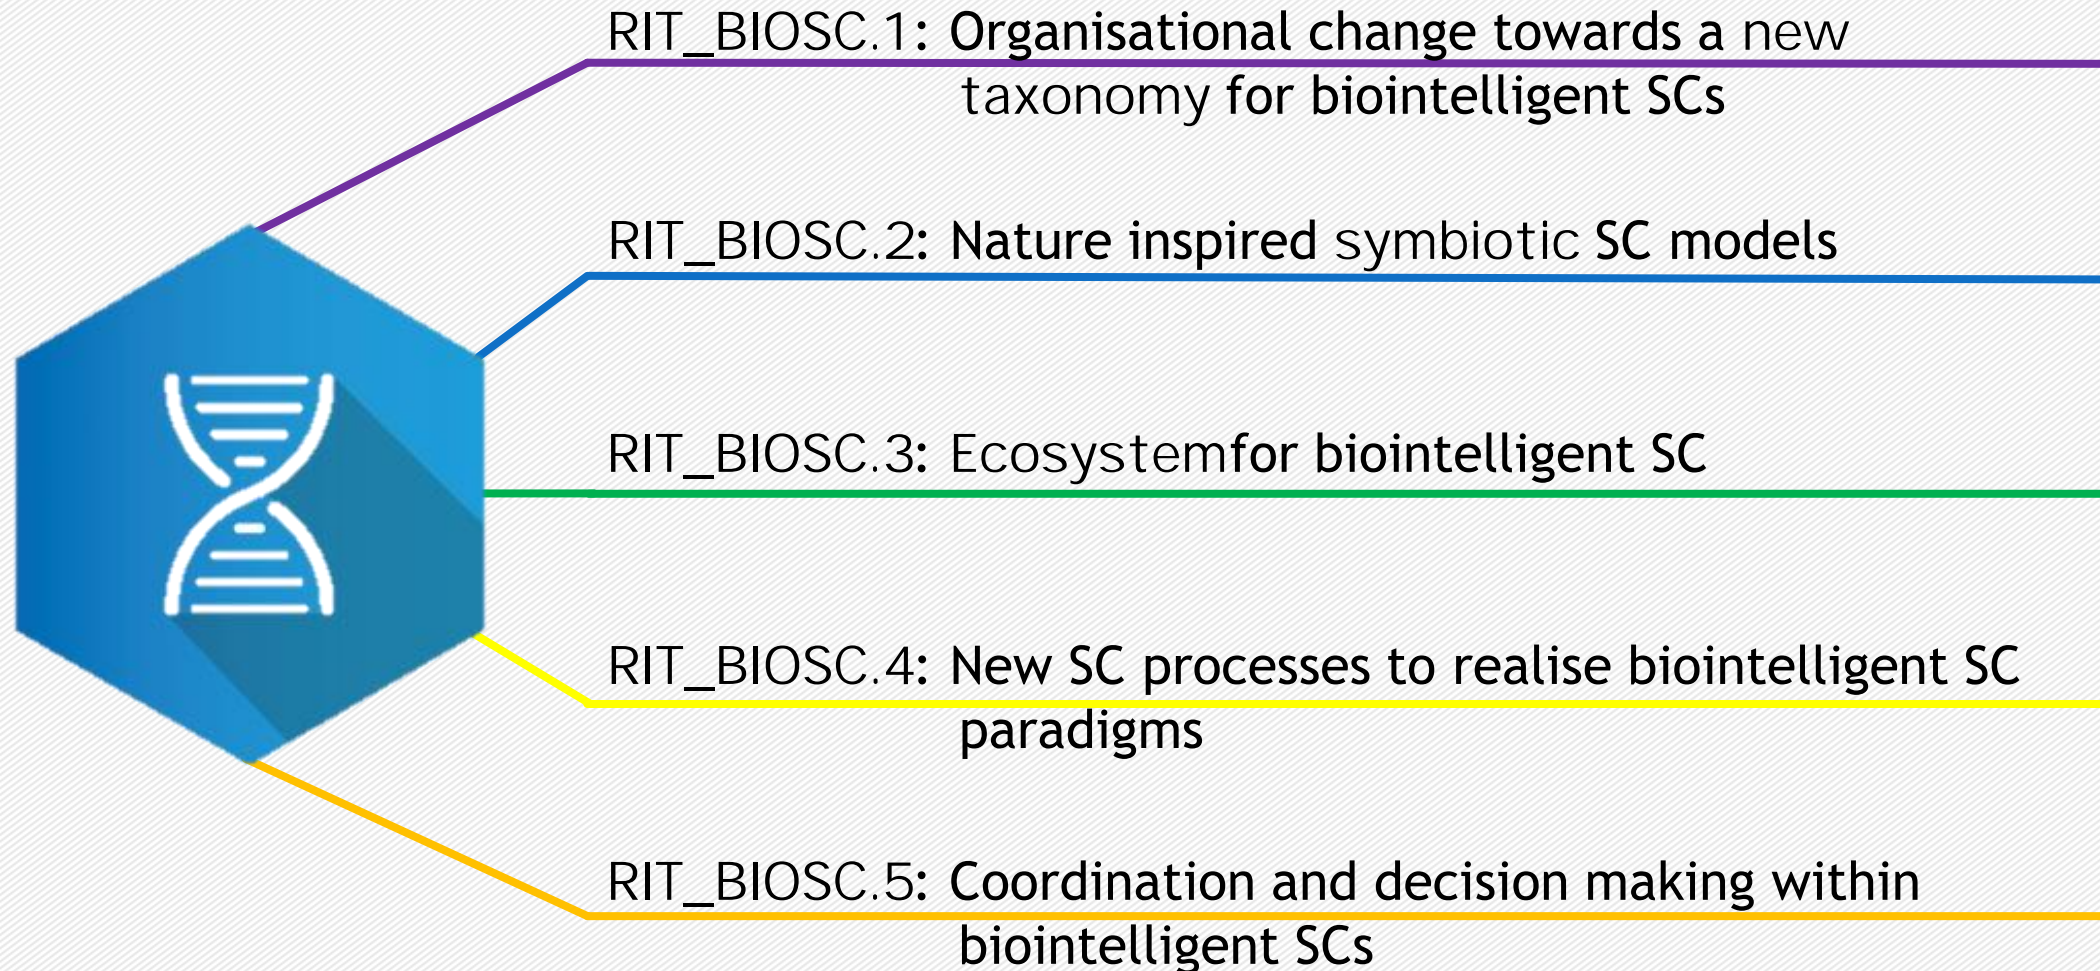 RIT_BIOSC.1: Organisational change towards a new
taxonomy for biointelligent SCs
RIT_BIOSC.2: Nature inspired symbiotic SC models
RIT_BIOSC.3: Ecosystemfor biointelligent SC
RIT_BIOSC.4: New SC processes to realise biointelligent SC
paradigms
RIT_BIOSC.5: Coordination and decision making within
biointelligent SCs